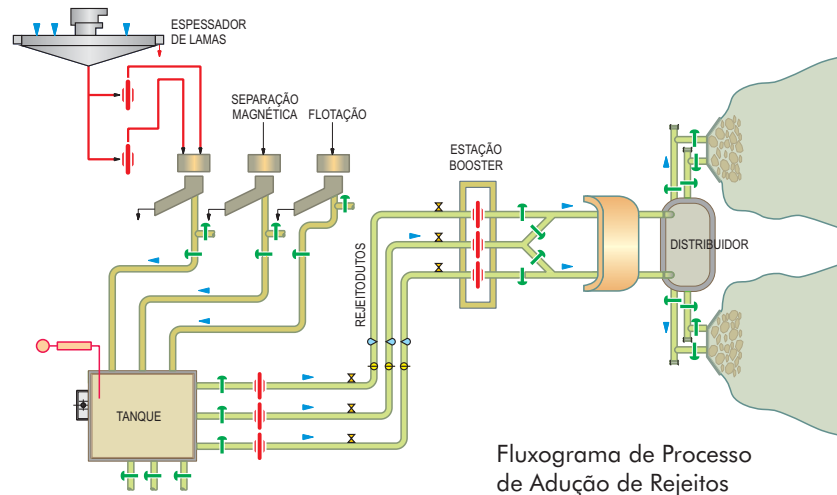 ESPESSADOR
DE LAMAS
SEPARAÇÃO
MAGNÉTICA
FLOTAÇÃO
ESTAÇÃO
BOOSTER
REJEITODUTOS
DISTRIBUIDOR
TANQUE
Fluxograma de Processo
de Adução de Rejeitos